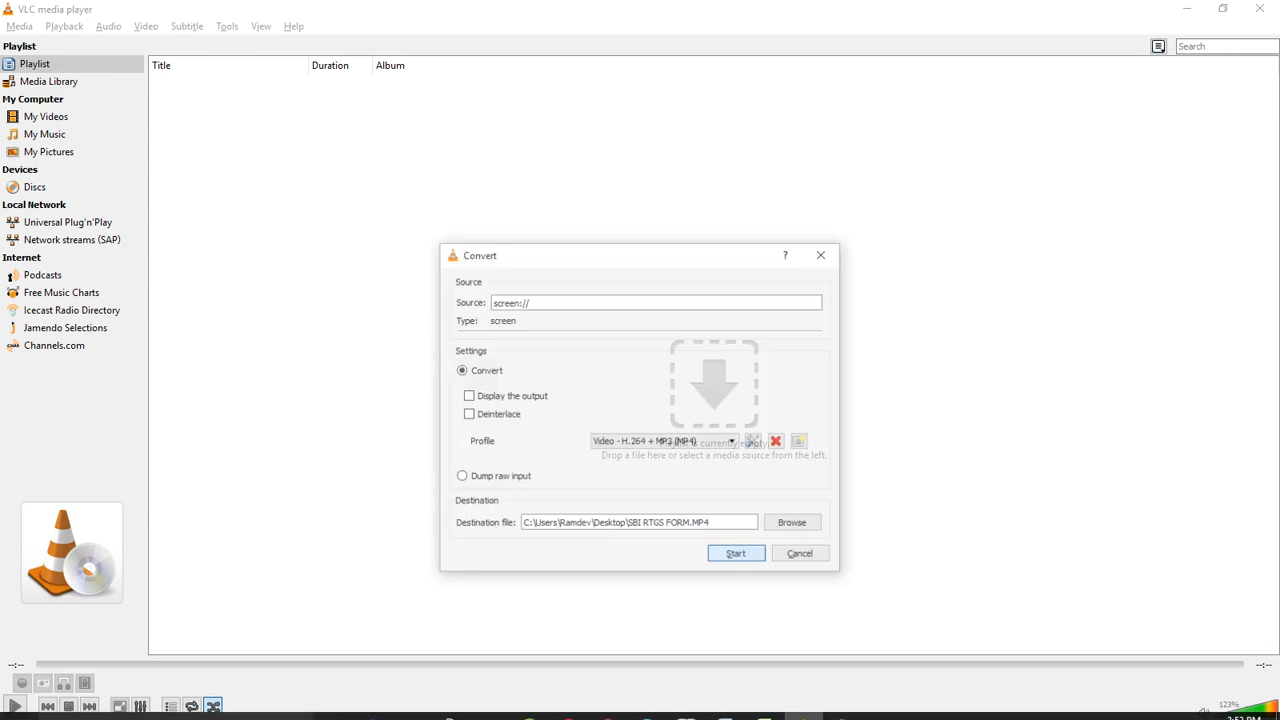 VLC media player
Media Playback Audio Video Subtitle Tools View Help
Playlist
Search
Playlist
Title Duration Album
Media Library
My Computer
My Videos
My Music
My Pictures
Devices
Discs
Local Network
Universal Plug'n'Play
Network streams (SAP)
Internet
Podcasts
Free Music Charts
Icecast Radio Directory
Jamendo Selections
Channels.com
Convert
Source
Source: screen://
Type: screen
Settings
Convert
Display the output
Deinterlace
Profile Video - H.264 + MP3 (MP4)
currently
Drop a file here or select a media source from the left.
Dump raw input
Destination
Destination file: C:\Users\Ramdev\Desktop\SBI RTGS FORM.MP4 Browse
Start Cancel
--:-- --:--
123%